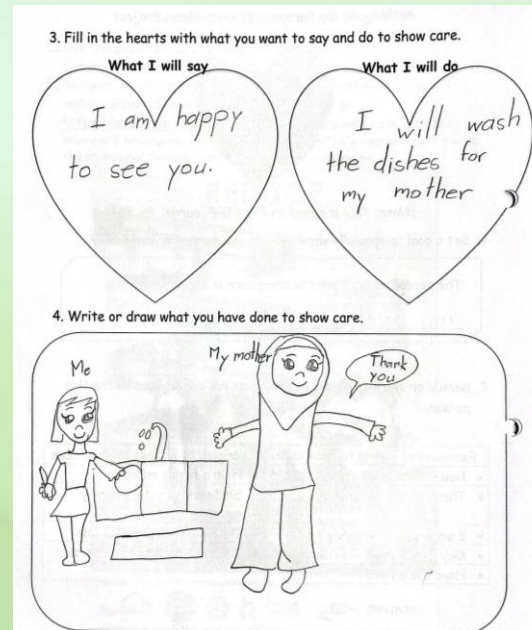 3. Fill in the hearts with what you want to say and do to show care.
What I will say
I am happy
to see you.
What I will do
I will wash
the dishes for
my mother
4. Write or draw what you have done to show care.
Me
My mother
Thank
you